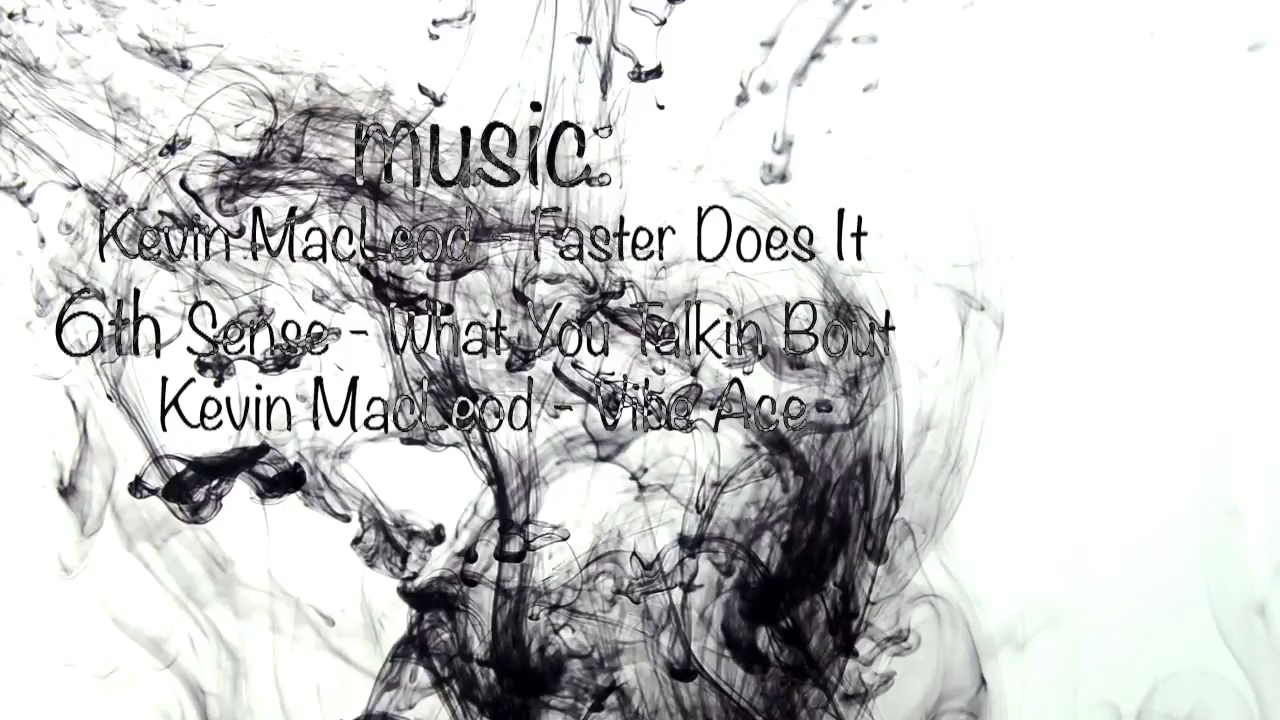 music:
Kevin MacLeod - Faster Does It
6th Sense - What You Talkin Bout
Kevin MacLeod - Vibe Ace